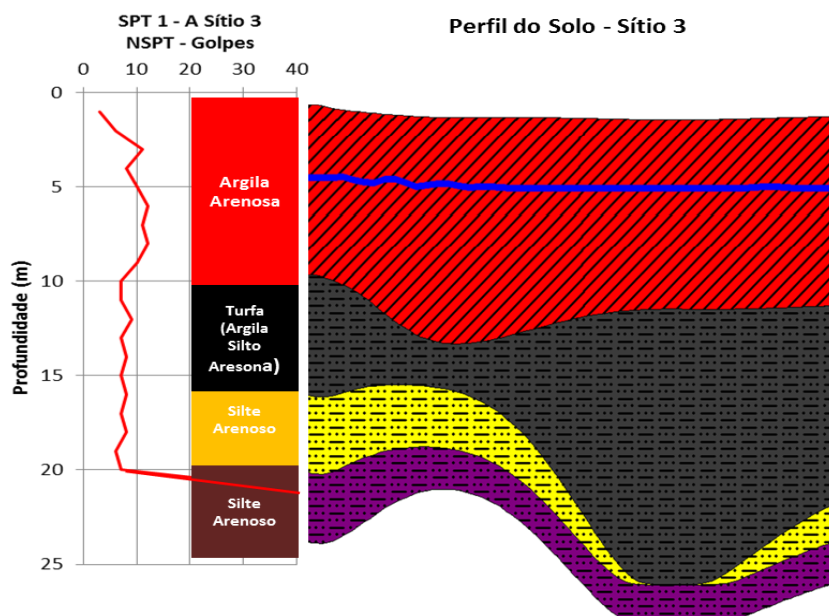 SPT 1 - A Sítio 3
NSPT - Golpes
0 10 20 30 40
Perfil do Solo - Sítio 3
Profundidade (m)
0
5
10
15
20
25
Argila
Arenosa
Turfa
(Argila
Silto
Aresona)
Silte
Arenoso
Silte
Arenoso